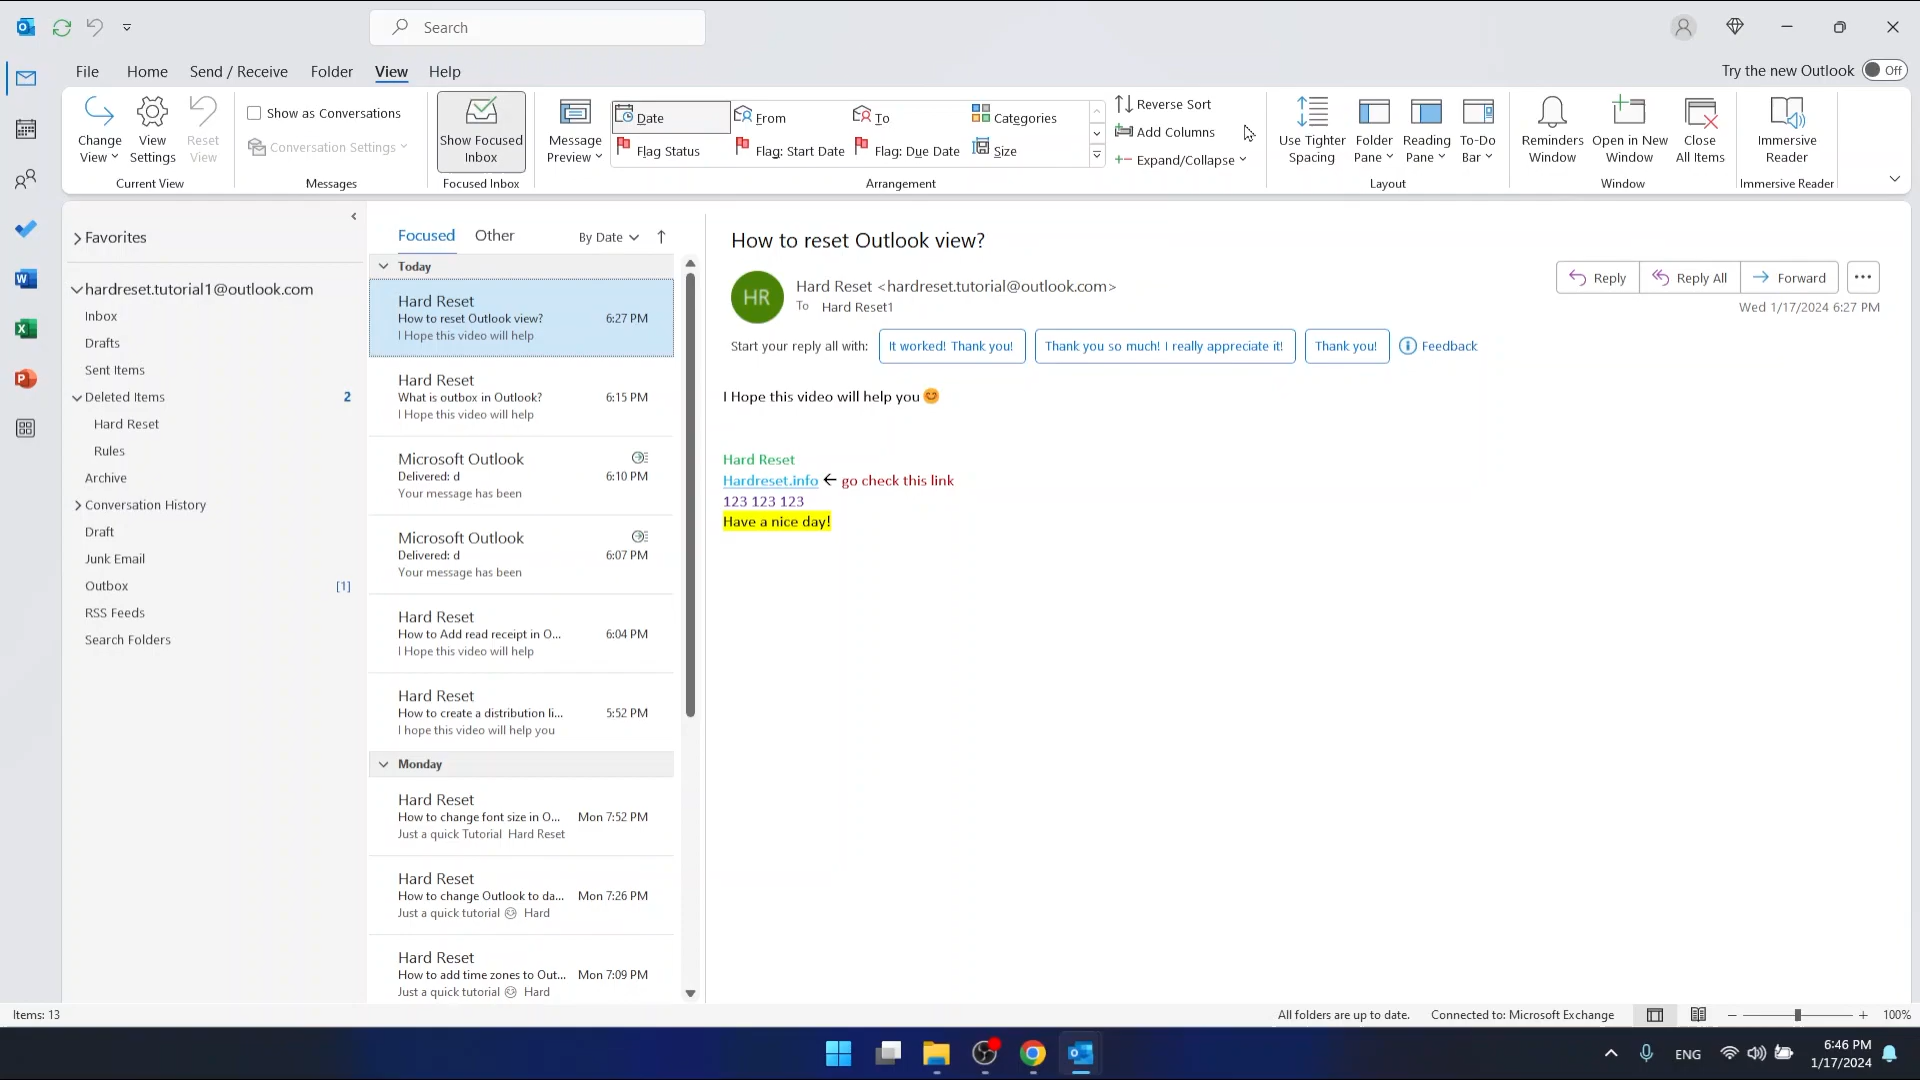 Search
File Home Send / Receive Folder View Help
Try the new Outlook Off
Change View
View Settings
Reset View
Current View
Show as Conversations
Conversation Settings
Messages
Show Focused Inbox
Focused Inbox
Message Preview
Date From To Categories
Flag Status Flag: Start Date Flag: Due Date Size
Arrangement
Reverse Sort
Add Columns
Expand/Collapse
Use Tighter Spacing
Folder Pane
Reading Pane
To-Do Bar
Layout
Reminders Window
Open in New Window
Close All Items
Window
Immersive Reader
Immersive Reader
Favorites
hardreset.tutorial1@outlook.com
Inbox
Drafts
Sent Items
Deleted Items 2
Hard Reset
Rules
Archive
Conversation History
Draft
Junk Email
Outbox [1]
RSS Feeds
Search Folders
Focused Other By Date
Today
Hard Reset
How to reset Outlook view? 6:27 PM
I Hope this video will help
Hard Reset
What is outbox in Outlook? 6:15 PM
I Hope this video will help
Microsoft Outlook
Delivered: d 6:10 PM
Your message has been
Microsoft Outlook
Delivered: d 6:07 PM
Your message has been
Hard Reset
How to Add read receipt in O... 6:04 PM
I Hope this video will help
Hard Reset
How to create a distribution li... 5:52 PM
I hope this video will help you
Monday
Hard Reset
How to change font size in O... Mon 7:52 PM
Just a quick Tutorial Hard Reset
Hard Reset
How to change Outlook to da... Mon 7:26 PM
Just a quick tutorial 😊 Hard
Hard Reset
How to add time zones to Out... Mon 7:09 PM
Just a quick tutorial 😊 Hard
How to reset Outlook view?
HR
Hard Reset <hardreset.tutorial@outlook.com>
To Hard Reset1
Reply Reply All Forward
Wed 1/17/2024 6:27 PM
Start your reply all with: It worked! Thank you! Thank you so much! I really appreciate it! Thank you! Feedback
I Hope this video will help you 😊
Hard Reset
Hardreset.info ← go check this link
123 123 123
Have a nice day!
Items: 13
All folders are up to date. Connected to: Microsoft Exchange 100%
ENG
6:46 PM
1/17/2024